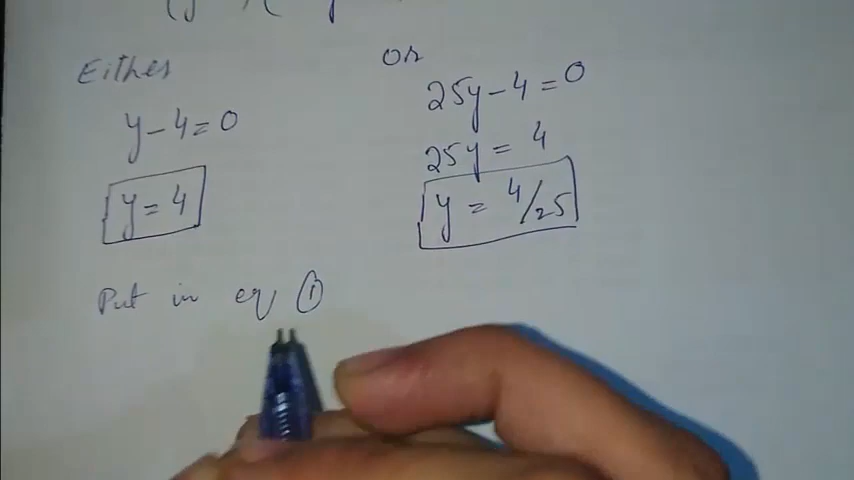 Either
y - 4 = 0
y = 4
Or
25y - 4 = 0
25y = 4
y = 4/25
Put in eq ①